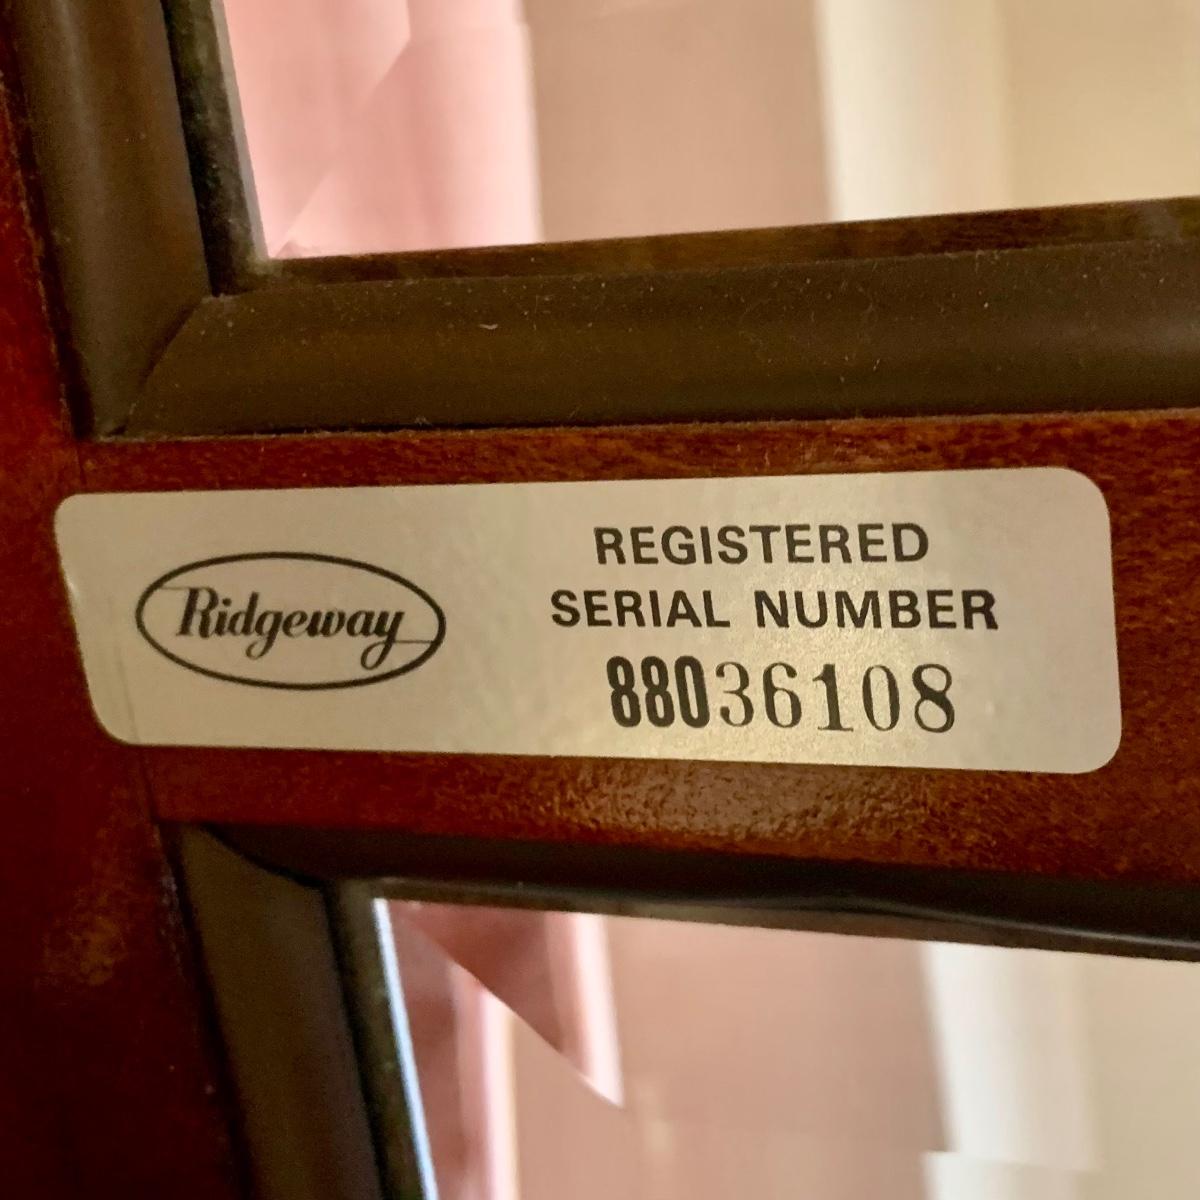 Ridgeway
REGISTERED
SERIAL NUMBER
88036108